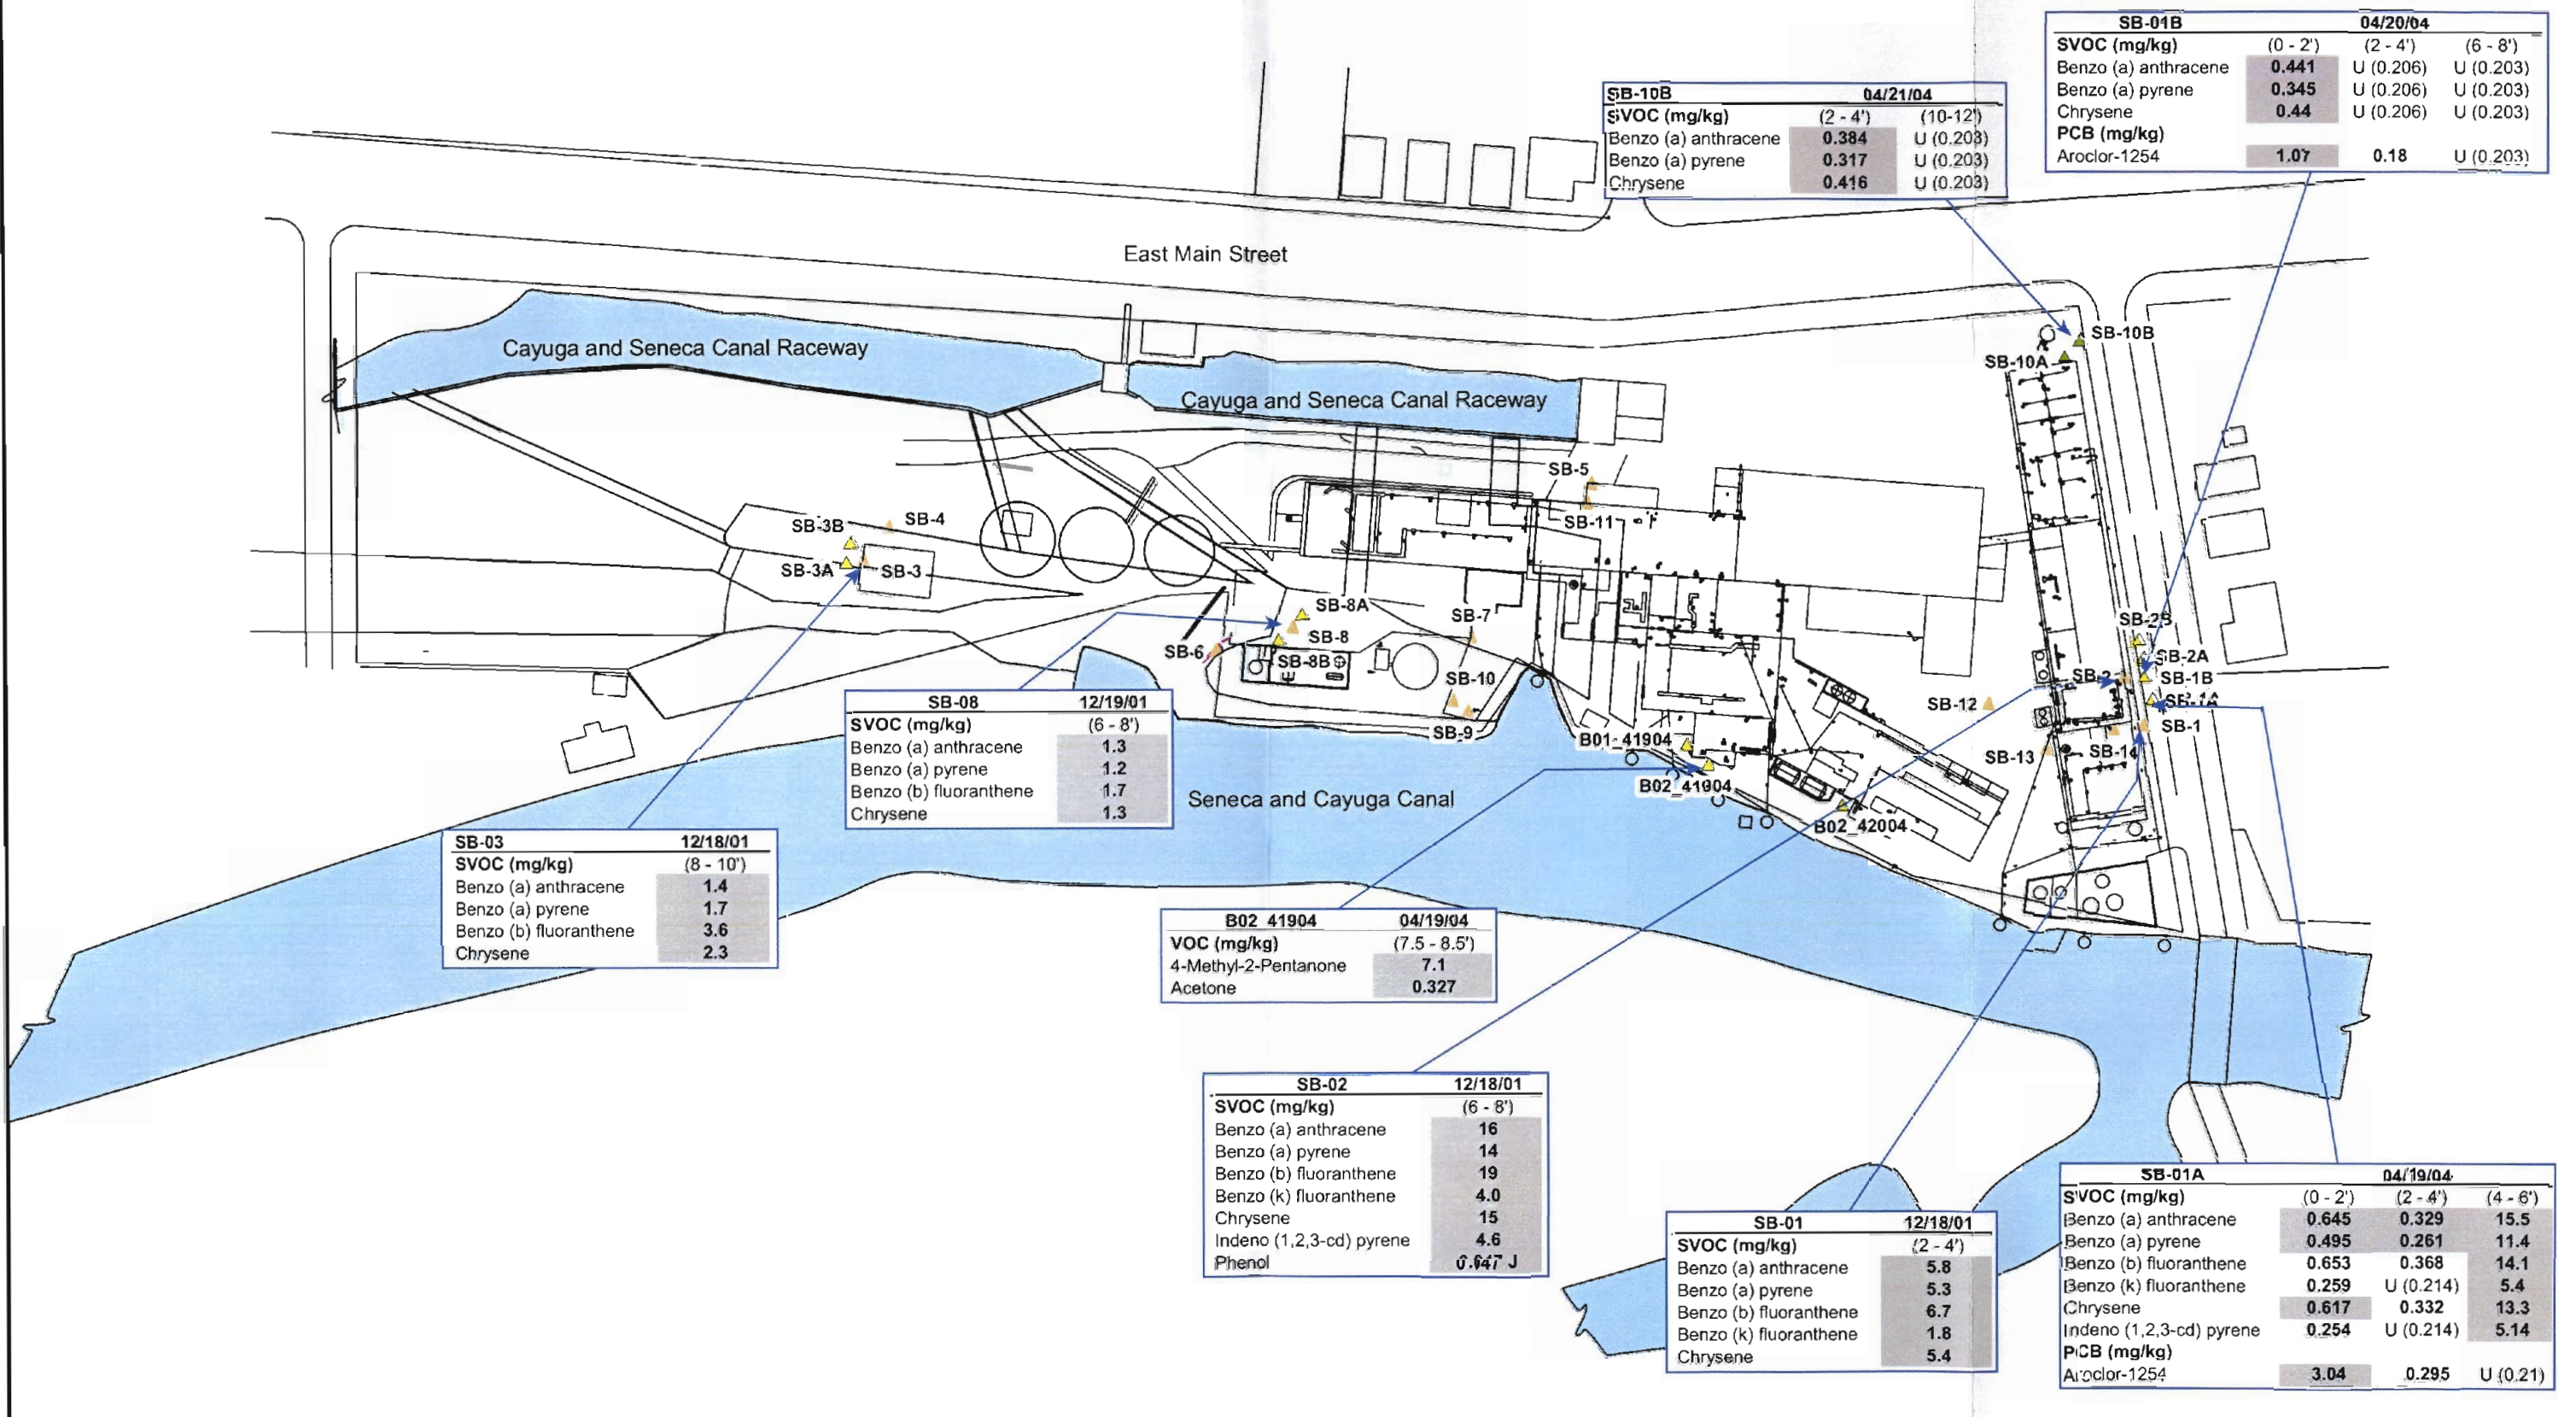 SB-01B 04/20/04
SVOC (mg/kg) (0 - 2') (2 - 4') (6 - 8')
Benzo (a) anthracene 0.441 U (0.206) U (0.203)
Benzo (a) pyrene 0.345 U (0.206) U (0.203)
Chrysene 0.44 U (0.206) U (0.203)
PCB (mg/kg)
Aroclor-1254 1.07 0.18 U (0.203)
SB-10B 04/21/04
SVOC (mg/kg) (2 - 4') (10-12')
Benzo (a) anthracene 0.384 U (0.203)
Benzo (a) pyrene 0.317 U (0.203)
Chrysene 0.416 U (0.203)
East Main Street
Cayuga and Seneca Canal Raceway
Cayuga and Seneca Canal Raceway
SB-10B
SB-10A
SB-5
SB-11
SB-3B
SB-4
SB-3A
SB-3
SB-8A
SB-8
SB-8B
SB-6
SB-7
SB-10
SB-9
SB-2B
SB-2A
SB-2
SB-1B
SB-1A
SB-1
SB-12
SB-13
SB-14
B01_41904
B02_41904
B02_42004
Seneca and Cayuga Canal
SB-08 12/19/01
SVOC (mg/kg) (6 - 8')
Benzo (a) anthracene 1.3
Benzo (a) pyrene 1.2
Benzo (b) fluoranthene 1.7
Chrysene 1.3
SB-03 12/18/01
SVOC (mg/kg) (8 - 10')
Benzo (a) anthracene 1.4
Benzo (a) pyrene 1.7
Benzo (b) fluoranthene 3.6
Chrysene 2.3
B02_41904 04/19/04
VOC (mg/kg) (7.5 - 8.5')
4-Methyl-2-Pentanone 7.1
Acetone 0.327
SB-02 12/18/01
SVOC (mg/kg) (6 - 8')
Benzo (a) anthracene 16
Benzo (a) pyrene 14
Benzo (b) fluoranthene 19
Benzo (k) fluoranthene 4.0
Chrysene 15
Indeno (1,2,3-cd) pyrene 4.6
Phenol 0.647 J
SB-01 12/18/01
SVOC (mg/kg) (2 - 4')
Benzo (a) anthracene 5.8
Benzo (a) pyrene 5.3
Benzo (b) fluoranthene 6.7
Benzo (k) fluoranthene 1.8
Chrysene 5.4
SB-01A 04/19/04
SVOC (mg/kg) (0 - 2') (2 - 4') (4 - 6')
Benzo (a) anthracene 0.645 0.329 15.5
Benzo (a) pyrene 0.495 0.261 11.4
Benzo (b) fluoranthene 0.653 0.368 14.1
Benzo (k) fluoranthene 0.259 U (0.214) 5.4
Chrysene 0.617 0.332 13.3
Indeno (1,2,3-cd) pyrene 0.254 U (0.214) 5.14
PCB (mg/kg)
Aroclor-1254 3.04 0.295 U (0.21)